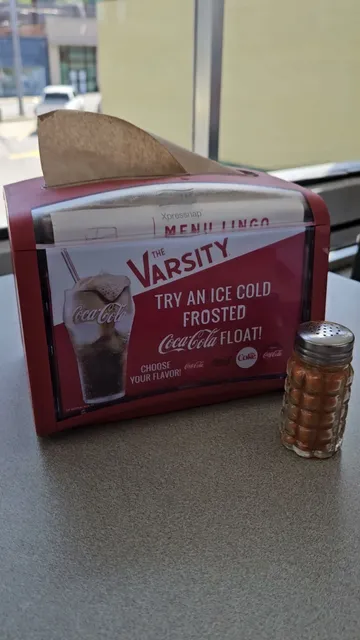 Xpressnap
MENU LINGO
THE
VARSITY
TRY AN ICE COLD
FROSTED
Coca-Cola FLOAT!
Coca-Cola
CHOOSE
YOUR FLAVOR!
Coca-Cola
Coke
Coca-Cola